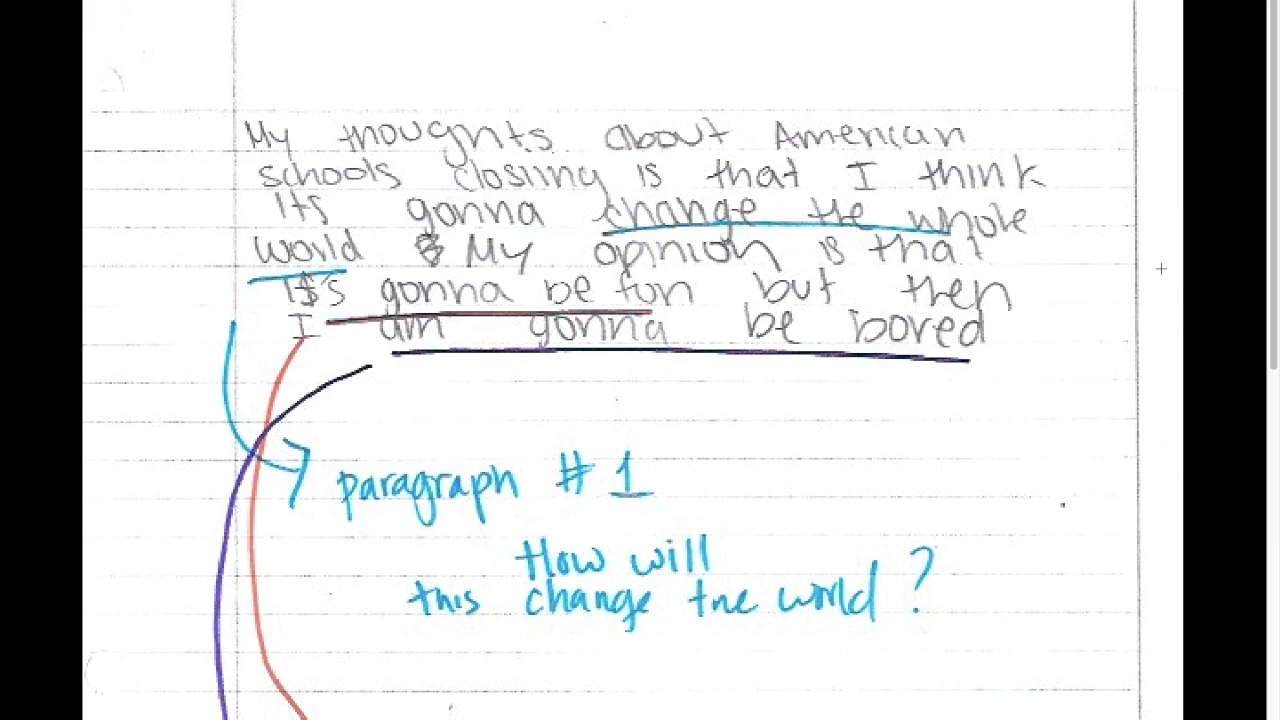 My thoughts about American
schools closiing is that I think
Its gonna change the whole
world My opinion is that
It's gonna be fun but then
I am gonna be bored
paragraph # 1
How will
this change the world?